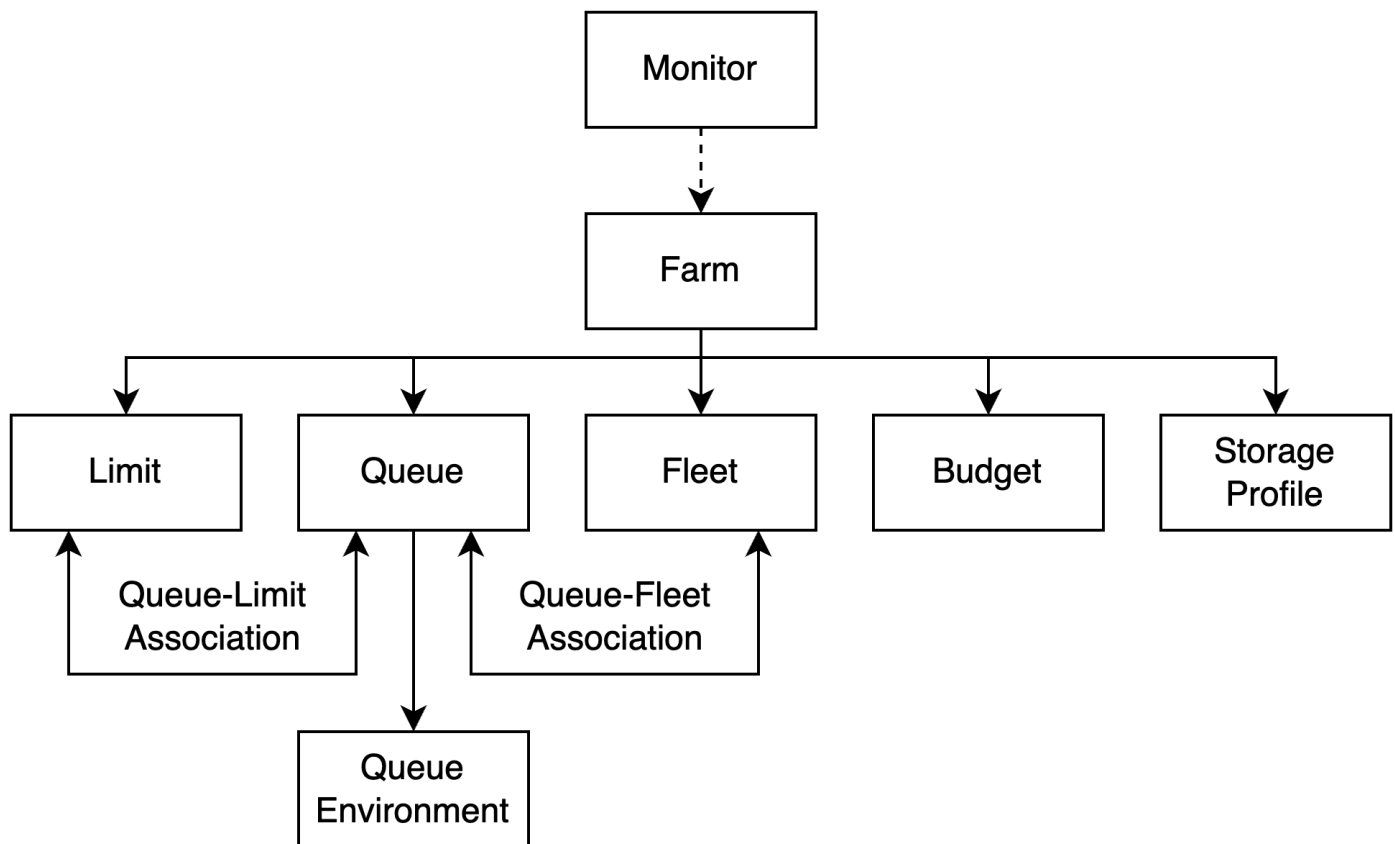 Monitor
Farm
Limit
Queue
Fleet
Budget
Storage
Profile
Queue-Limit
Association
Queue-Fleet
Association
Queue
Environment